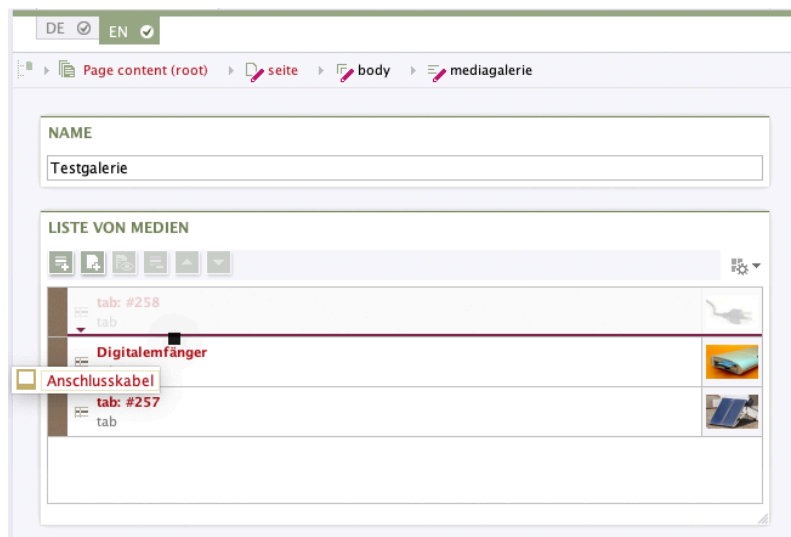 DE EN
Page content (root) seite body mediagalerie
NAME
Testgalerie
LISTE VON MEDIEN
tab: #258
tab
Digitalemfänger
Anschlusskabel
tab: #257
tab